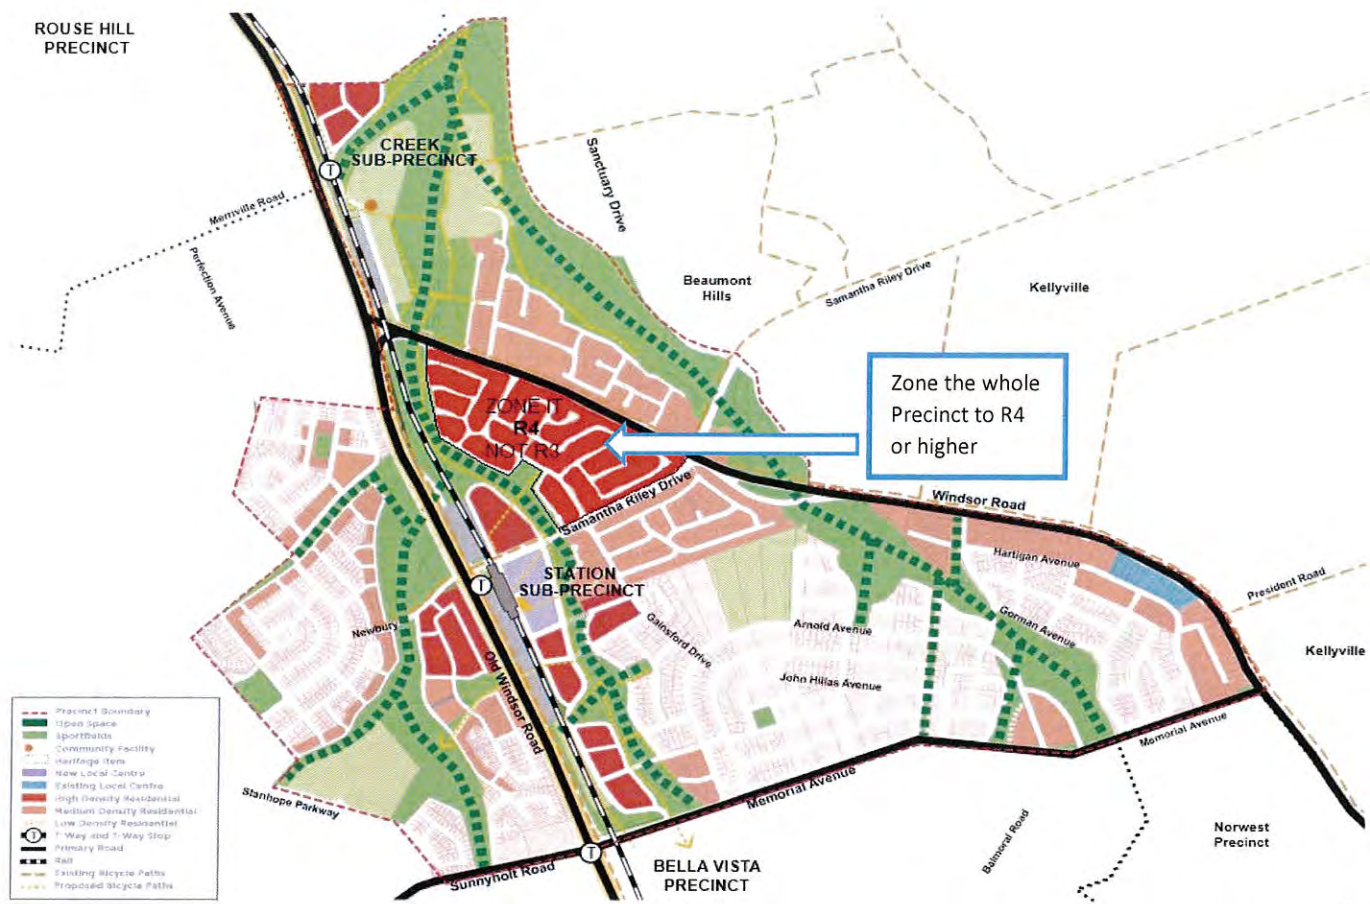 ROUSE HILL
PRECINCT
CREEK
SUB-PRECINCT
Merriville Road
Perfection Avenue
Sanctuary Drive
Beaumont
Hills
Samantha Riley Drive
Kellyville
Zone the whole
Precinct to R4
or higher
ZONE IT
R4
NOT R3
Samantha Riley Drive
Windsor Road
Hartigan Avenue
President Road
STATION
SUB-PRECINCT
Newbury
Gainsford Drive
Arnold Avenue
Gorman Avenue
John Hillas Avenue
Kellyville
Old Windsor Road
Memorial Avenue
Memorial Avenue
Stanhope Parkway
Balmoral Road
Norwest
Precinct
Sunnyholt Road
BELLA VISTA
PRECINCT
T
T
T
Precinct Boundary
Open Space
Sportfields
Community Facility
Heritage Item
New Local Centre
Existing Local Centre
High Density Residential
Medium Density Residential
Low Density Residential
T T-Way and T-Way Stop
Primary Road
Rail
Existing Bicycle Paths
Proposed Bicycle Paths